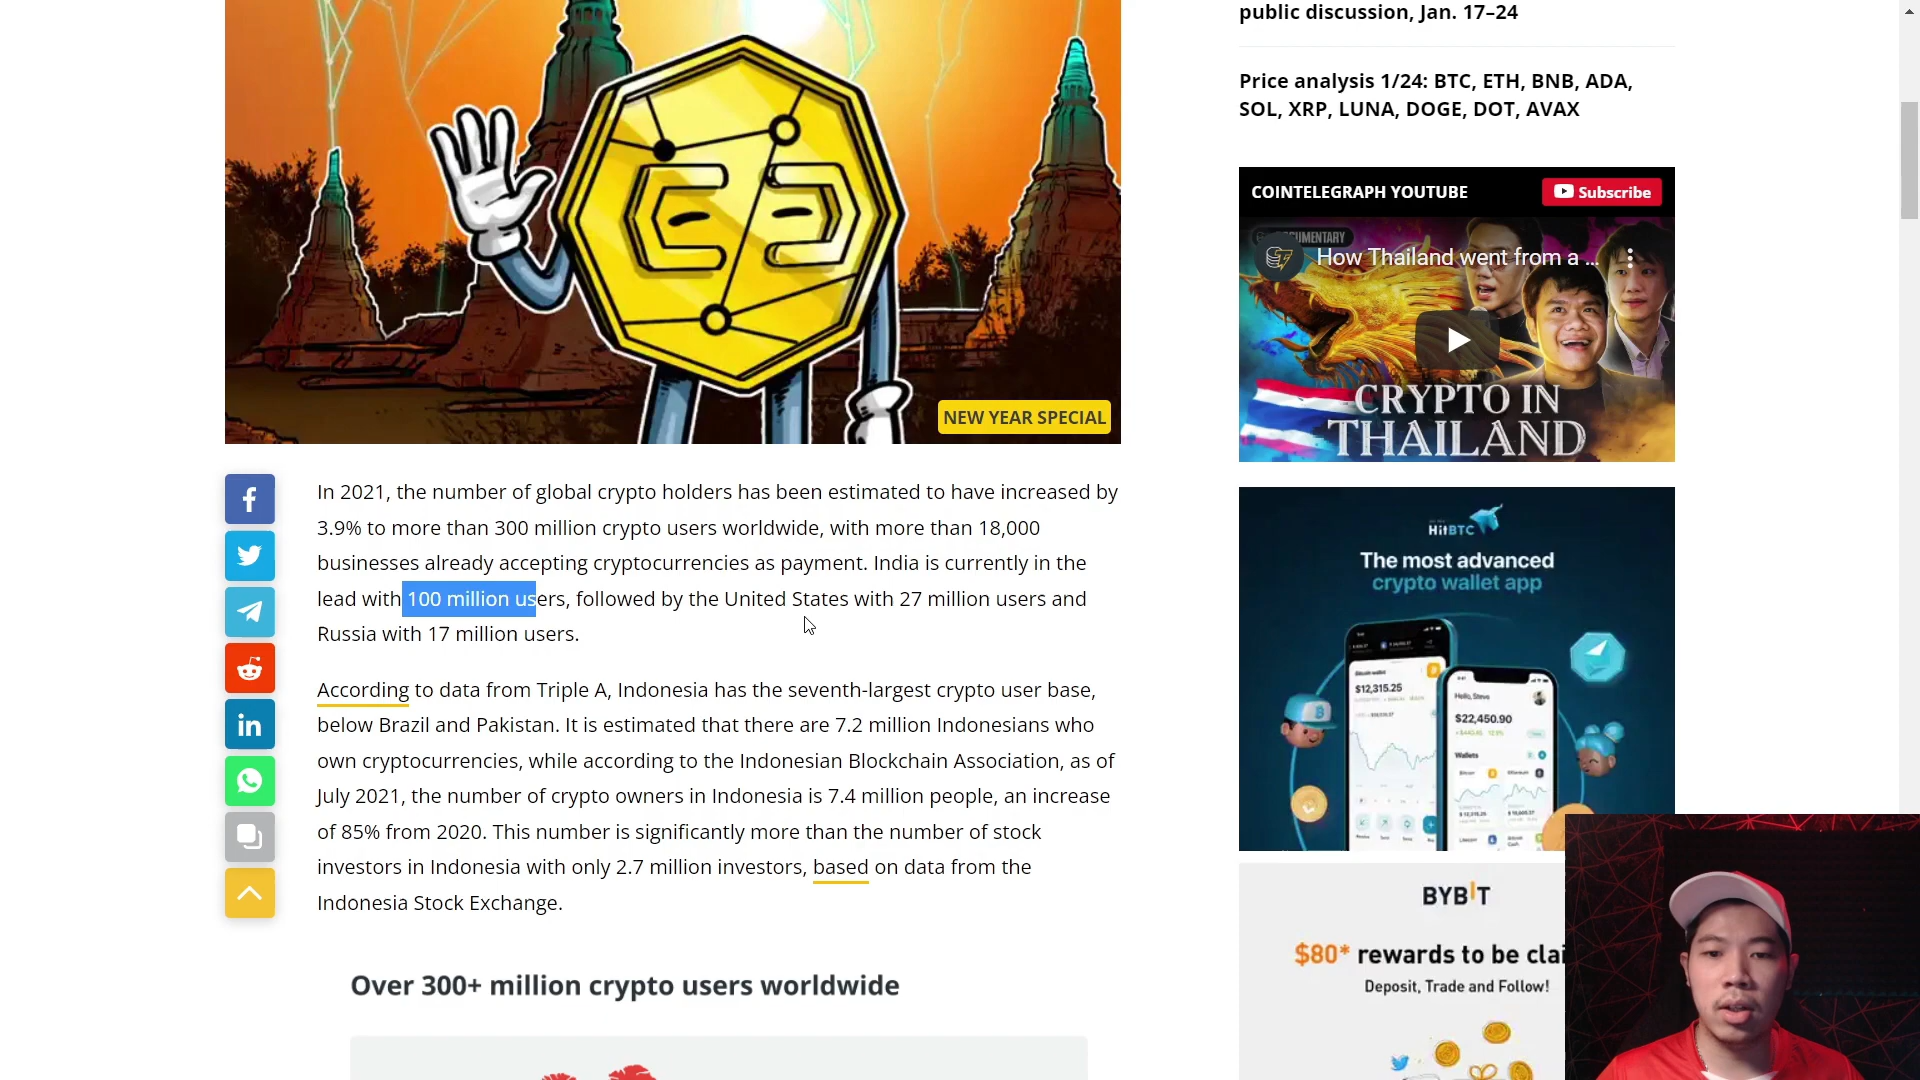 public discussion, Jan. 17–24
Price analysis 1/24: BTC, ETH, BNB, ADA,
SOL, XRP, LUNA, DOGE, DOT, AVAX
COINTELEGRAPH YOUTUBE
Subscribe
How Thailand went from a ...
CRYPTO IN
THAILAND
NEW YEAR SPECIAL
In 2021, the number of global crypto holders has been estimated to have increased by
3.9% to more than 300 million crypto users worldwide, with more than 18,000
businesses already accepting cryptocurrencies as payment. India is currently in the
lead with 100 million users, followed by the United States with 27 million users and
Russia with 17 million users.
According to data from Triple A, Indonesia has the seventh-largest crypto user base,
below Brazil and Pakistan. It is estimated that there are 7.2 million Indonesians who
own cryptocurrencies, while according to the Indonesian Blockchain Association, as of
July 2021, the number of crypto owners in Indonesia is 7.4 million people, an increase
of 85% from 2020. This number is significantly more than the number of stock
investors in Indonesia with only 2.7 million investors, based on data from the
Indonesia Stock Exchange.
Over 300+ million crypto users worldwide
HitBTC
The most advanced
crypto wallet app
$12,315.25
Hello, Steve
$22,450.90
Wallets
BYBIT
$80* rewards to be clai
Deposit, Trade and Follow!